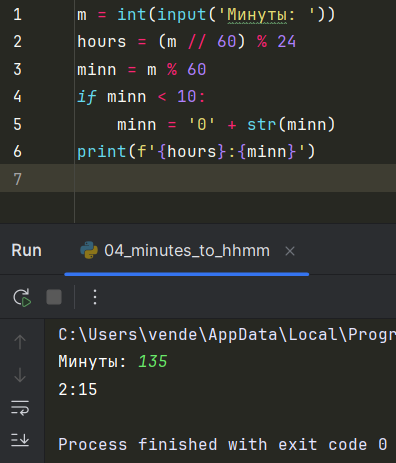 1 m = int(input('Минуты: '))
2 hours = (m // 60) % 24
3 minn = m % 60
4 if minn < 10:
5     minn = '0' + str(minn)
6 print(f'{hours}:{minn}')
7
Run 04_minutes_to_hhmm ×
C:\Users\vende\AppData\Local\Progr
Минуты: 135
2:15
Process finished with exit code 0